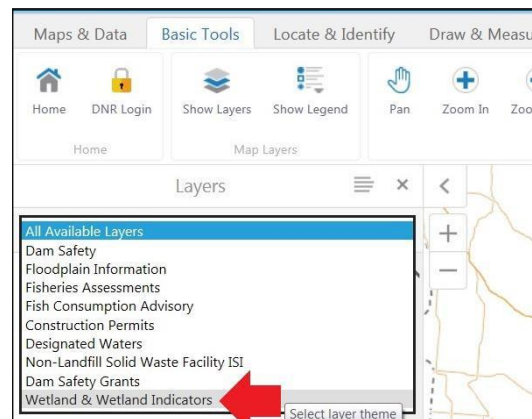 Maps & Data Basic Tools Locate & Identify Draw &
Home DNR Login Show Layers Show Legend Pan Zoom In
Home Map Layers
Layers
All Available Layers
Dam Safety
Floodplain Information
Fisheries Assessments
Fish Consumption Advisory
Construction Permits
Designated Waters
Non-Landfill Solid Waste Facility ISI
Dam Safety Grants
Wetland & Wetland Indicators
Select layer theme